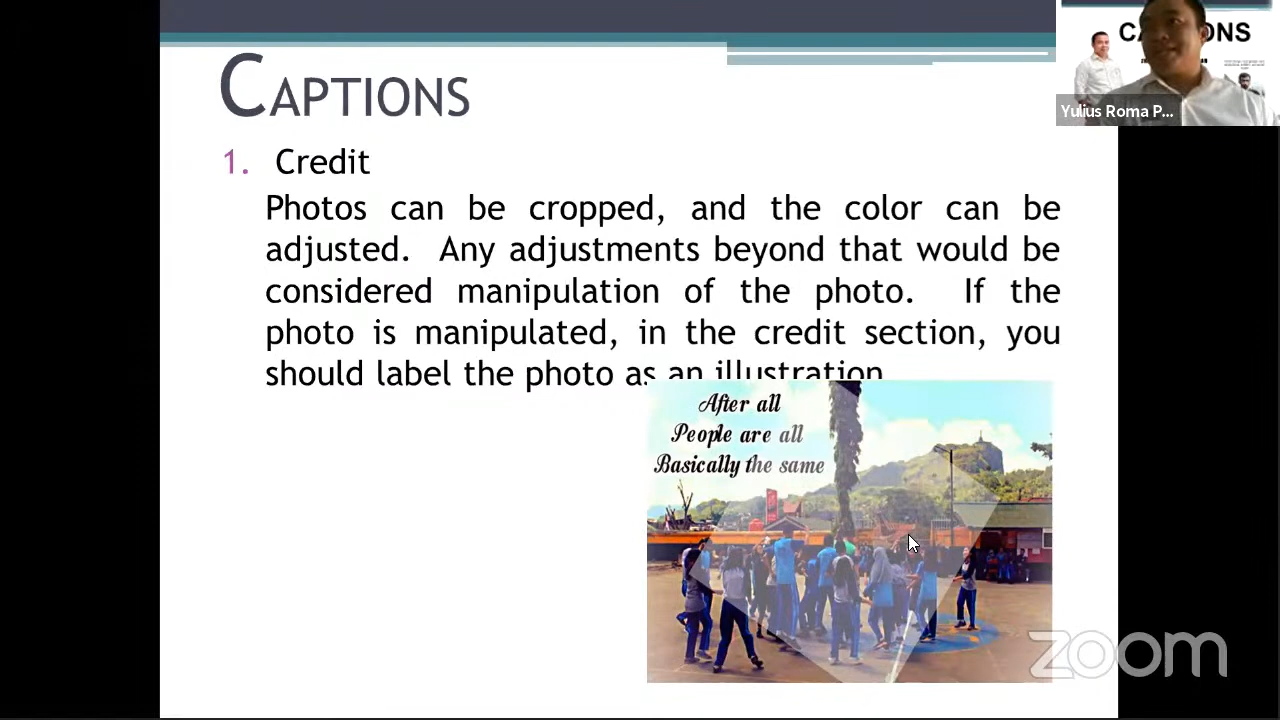 CAPTIONS
1. Credit
Photos can be cropped, and the color can be
adjusted. Any adjustments beyond that would be
considered manipulation of the photo. If the
photo is manipulated, in the credit section, you
should label the photo as an illustration
After all
People are all
Basically the same
Yulius Roma P...
zoom